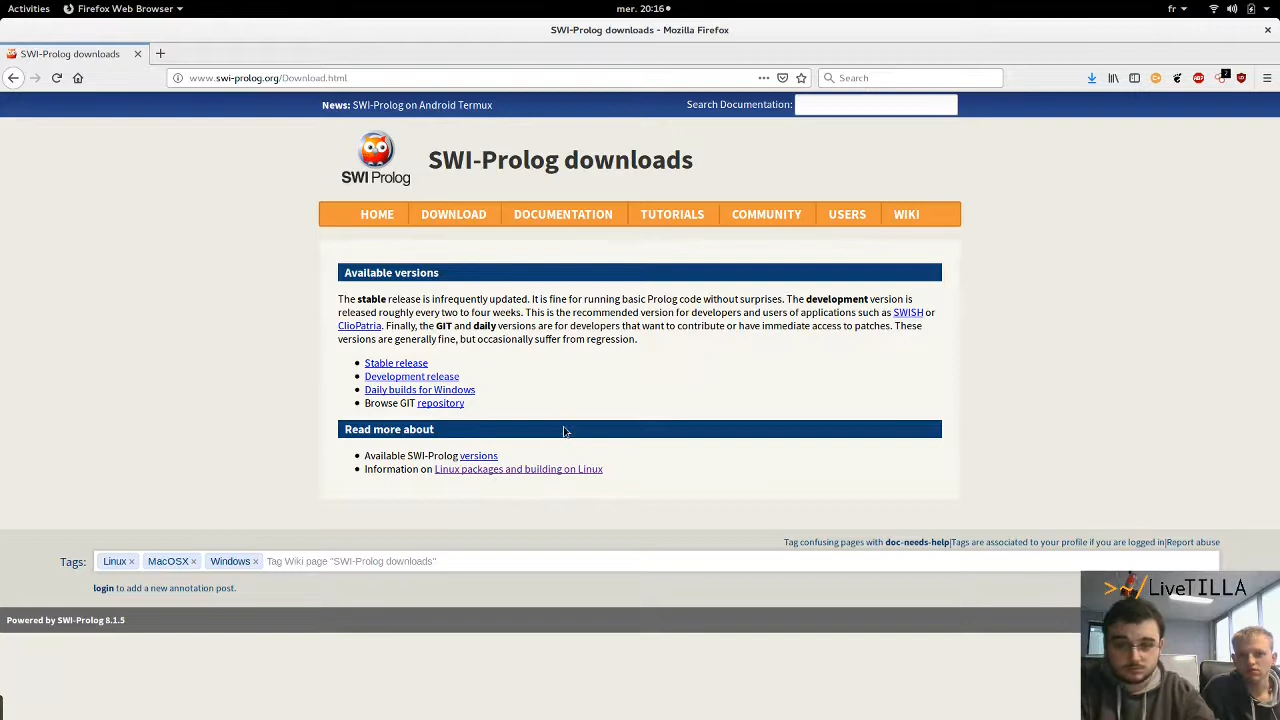 Activities
Firefox Web Browser
mer. 20:16
fr
SWI-Prolog downloads - Mozilla Firefox
SWI-Prolog downloads
www.swi-prolog.org/Download.html
Search
2
News: SWI-Prolog on Android Termux
Search Documentation:
SWI Prolog
SWI-Prolog downloads
HOME DOWNLOAD DOCUMENTATION TUTORIALS COMMUNITY USERS WIKI
Available versions
The stable release is infrequently updated. It is fine for running basic Prolog code without surprises. The development version is
released roughly every two to four weeks. This is the recommended version for developers and users of applications such as SWISH or
ClioPatria. Finally, the GIT and daily versions are for developers that want to contribute or have immediate access to patches. These
versions are generally fine, but occasionally suffer from regression.
Stable release
Development release
Daily builds for Windows
Browse GIT repository
Read more about
Available SWI-Prolog versions
Information on Linux packages and building on Linux
Tag confusing pages with doc-needs-help|Tags are associated to your profile if you are logged in|Report abuse
Tags: Linux × MacOSX × Windows × Tag Wiki page "SWI-Prolog downloads"
login to add a new annotation post.
>~/LiveTILLA
Powered by SWI-Prolog 8.1.5